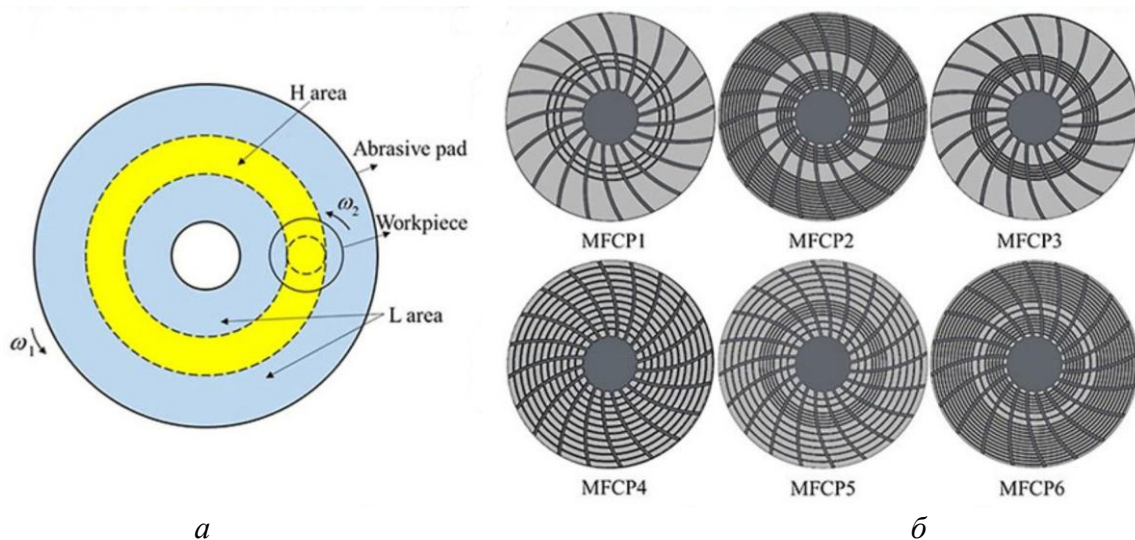 H area
Abrasive pad
ω2
Workpiece
L area
ω1
MFCP1 MFCP2 MFCP3
MFCP4 MFCP5 MFCP6
а б